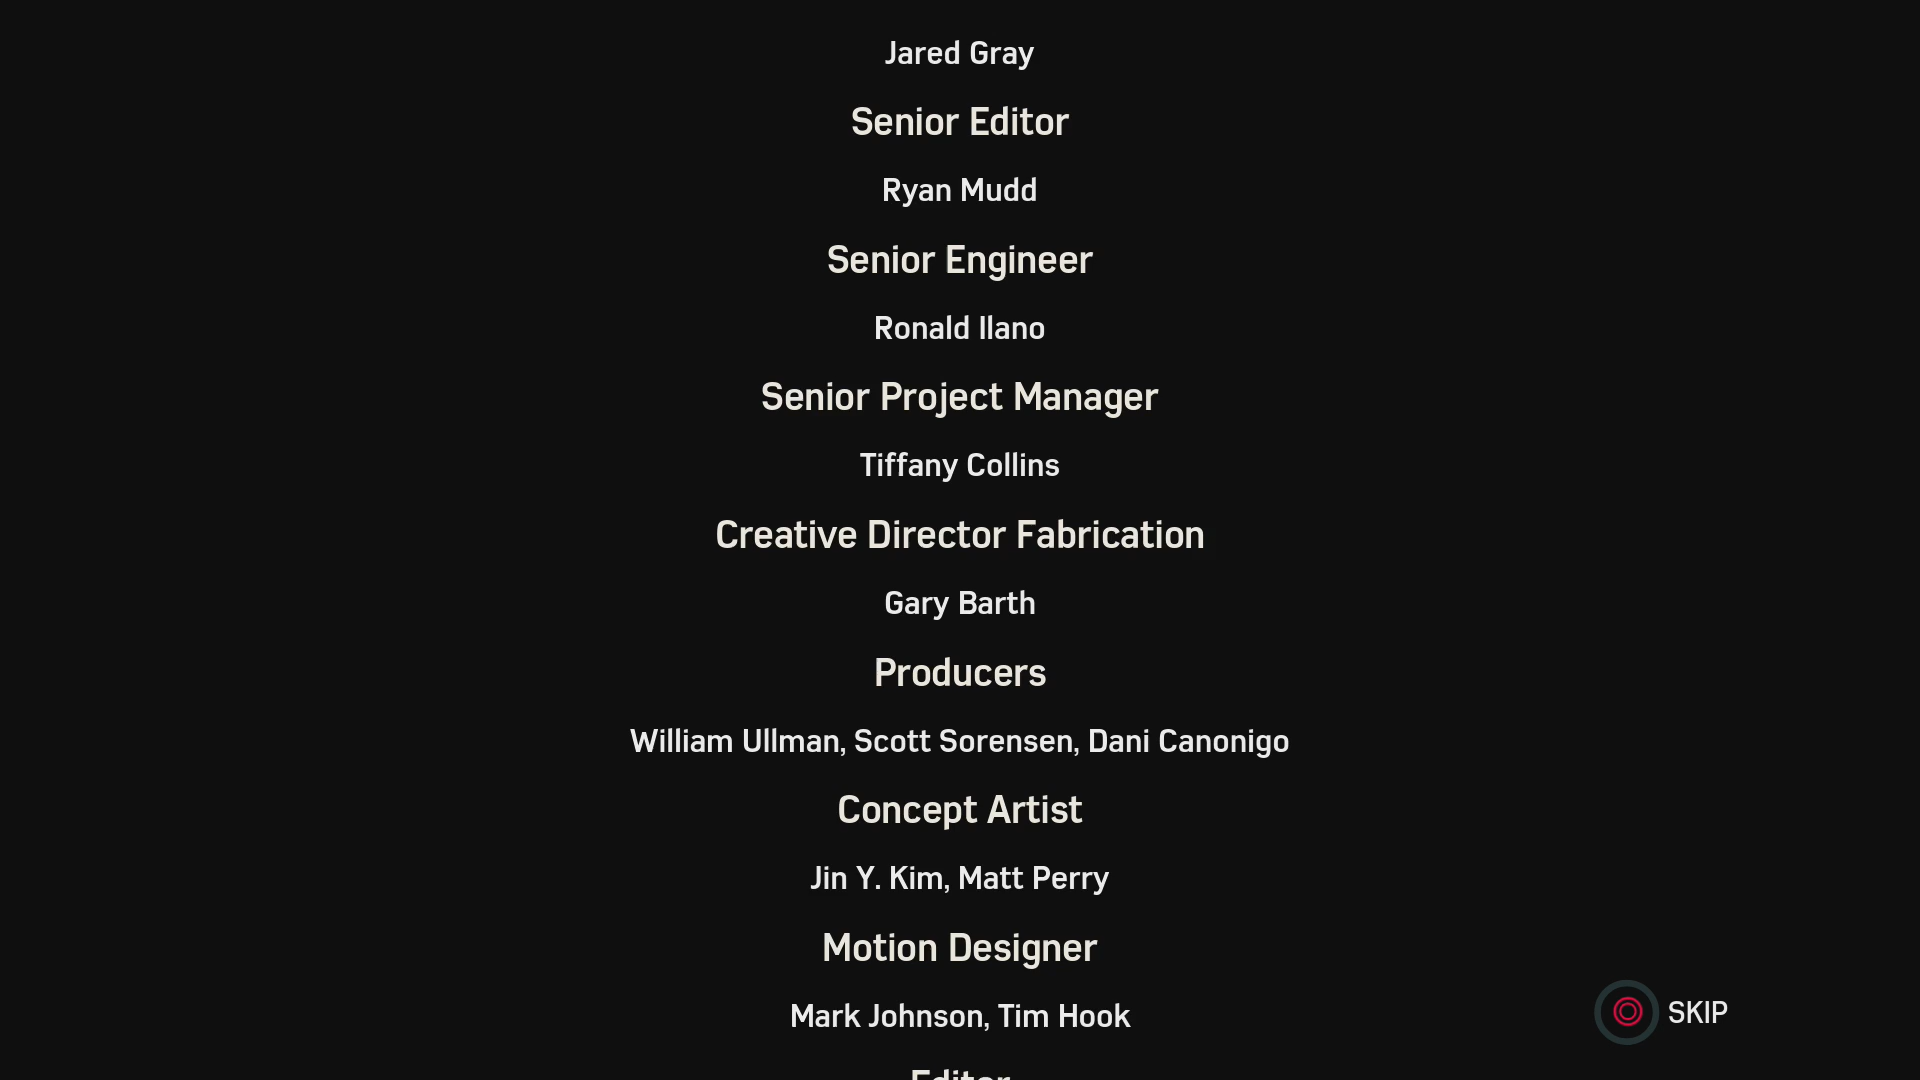 Jared Gray
Senior Editor
Ryan Mudd
Senior Engineer
Ronald Ilano
Senior Project Manager
Tiffany Collins
Creative Director Fabrication
Gary Barth
Producers
William Ullman, Scott Sorensen, Dani Canonigo
Concept Artist
Jin Y. Kim, Matt Perry
Motion Designer
Mark Johnson, Tim Hook
SKIP
Editor